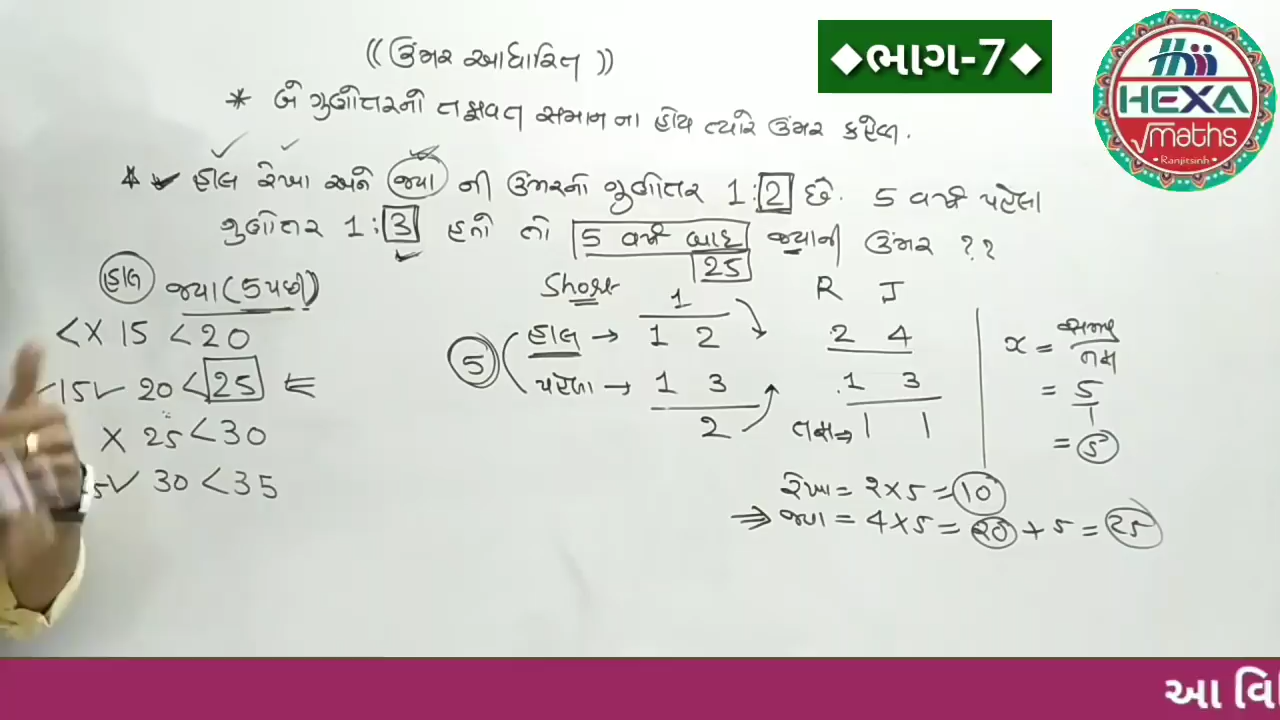 ((ઉંમર આધારિત))
◆ભાગ-7◆
HEXA
√maths
• Ranjitsinh •
* બે ગુણોત્તરનો તફાવત સમાન ના હોય ત્યારે ઉંમર
* ✓ હાલ રેખા અને જયા ની ઉંમરનો ગુણોત્તર 1:2 છે. 5 વર્ષ પહેલા
ગુણોત્તર 1:3 હતો તો 5 વર્ષ બાદ જયાની ઉંમર ??
25
હાલ જયા (5 પછી)
< X 15 < 20
15 ✓ 20 < 25
X 25 < 30
5 ✓ 30 < 35
Short
1
5
હાલ → 1 2
પહેલા → 1 3
2
R J
2 4
1 3
તફા ⇒ 1 1
x =
= 5/1
= 5
રેખા = 2 x 5 = 10
⇒ જયા = 4 x 5 = 20 + 5 = 25
આ